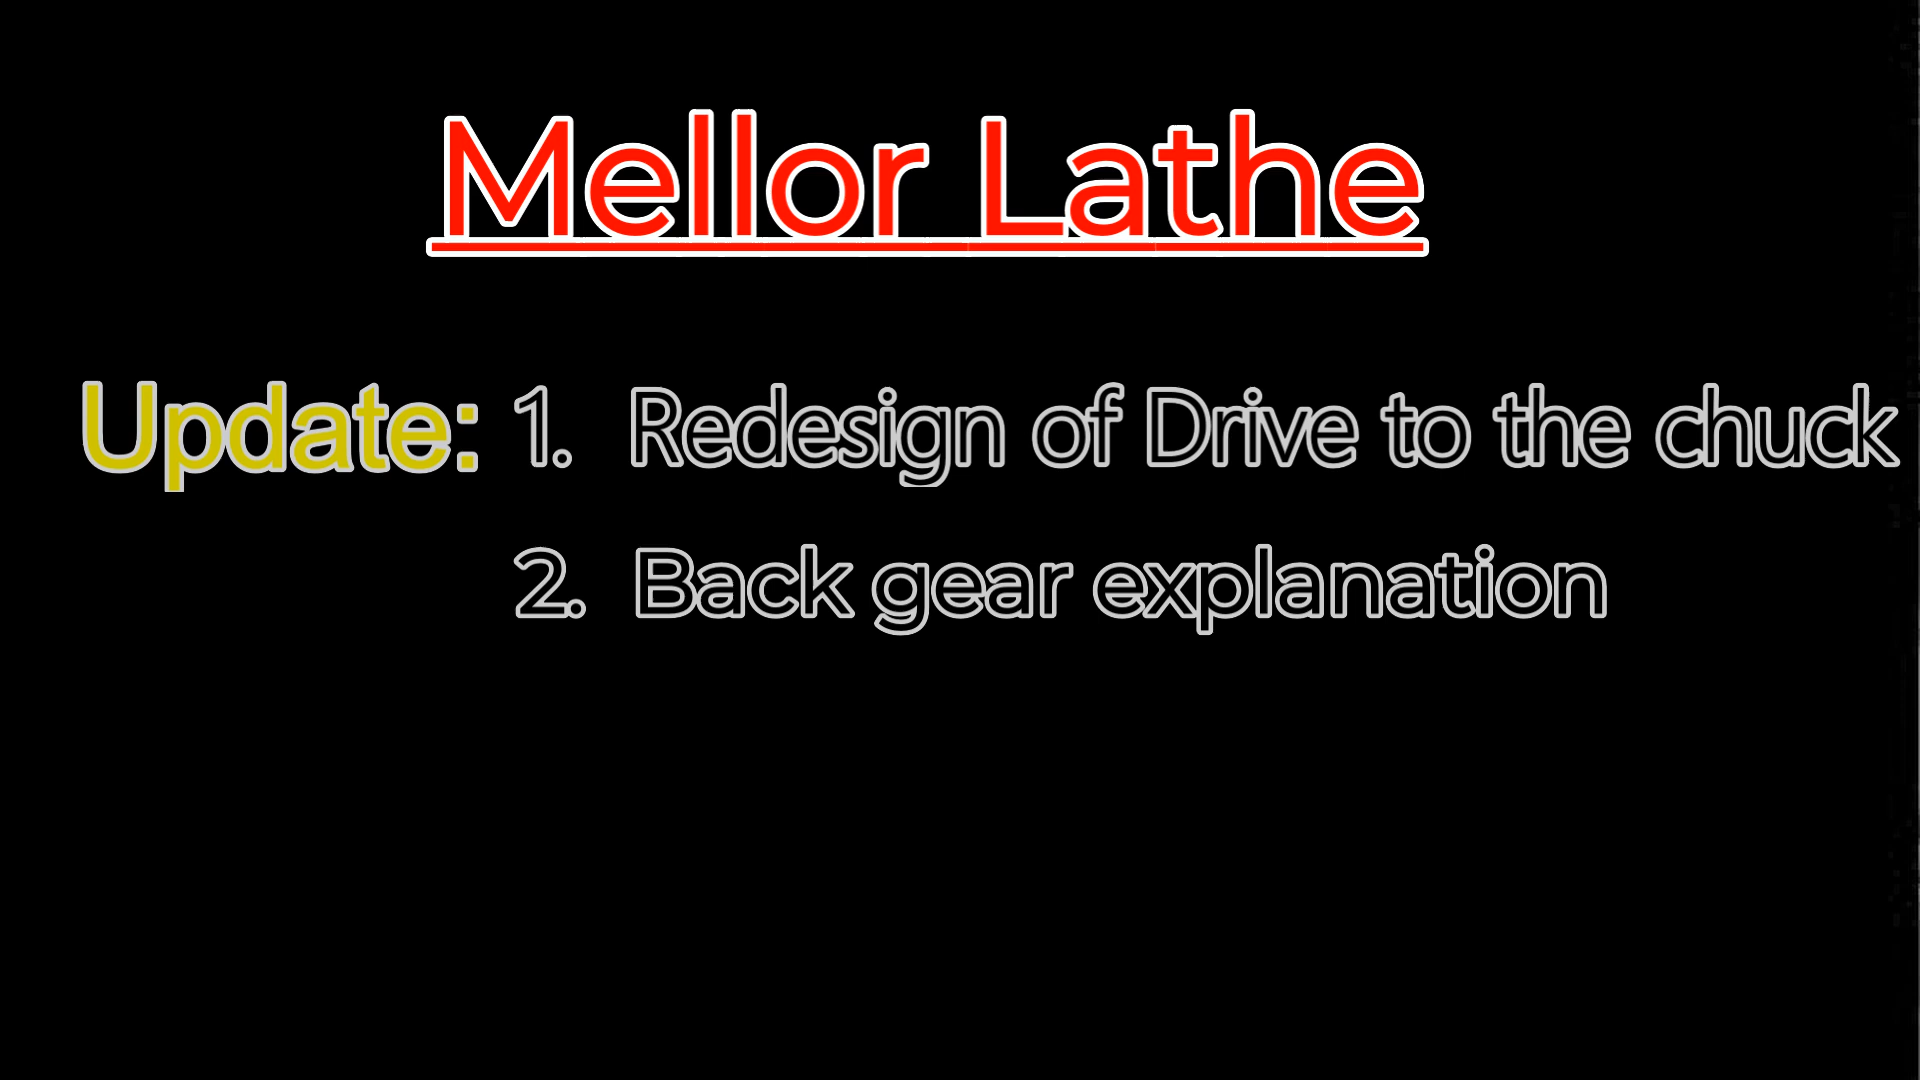 Mellor Lathe
Update: 1. Redesign of Drive to the chuck
2. Back gear explanation